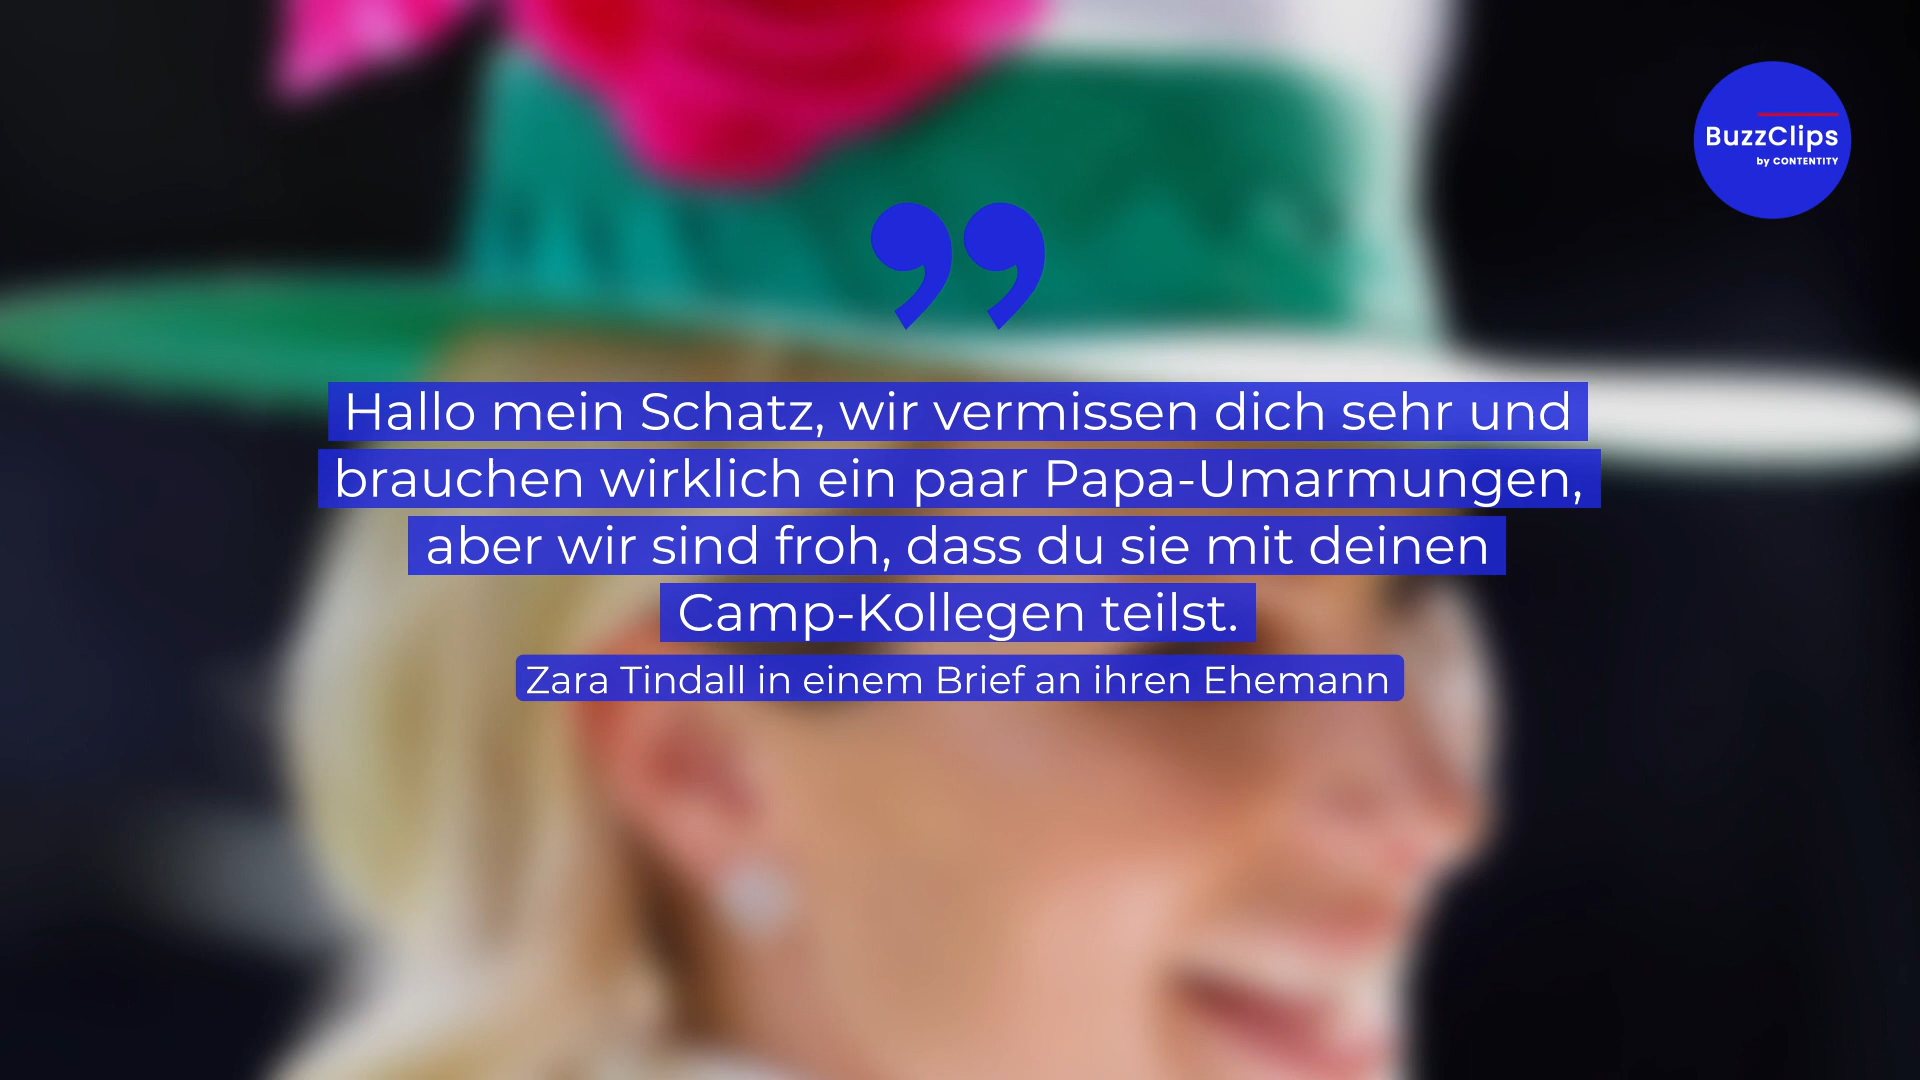 BuzzClips
by CONTENTITY
”
Hallo mein Schatz, wir vermissen dich sehr und
brauchen wirklich ein paar Papa-Umarmungen,
aber wir sind froh, dass du sie mit deinen
Camp-Kollegen teilst.
Zara Tindall in einem Brief an ihren Ehemann